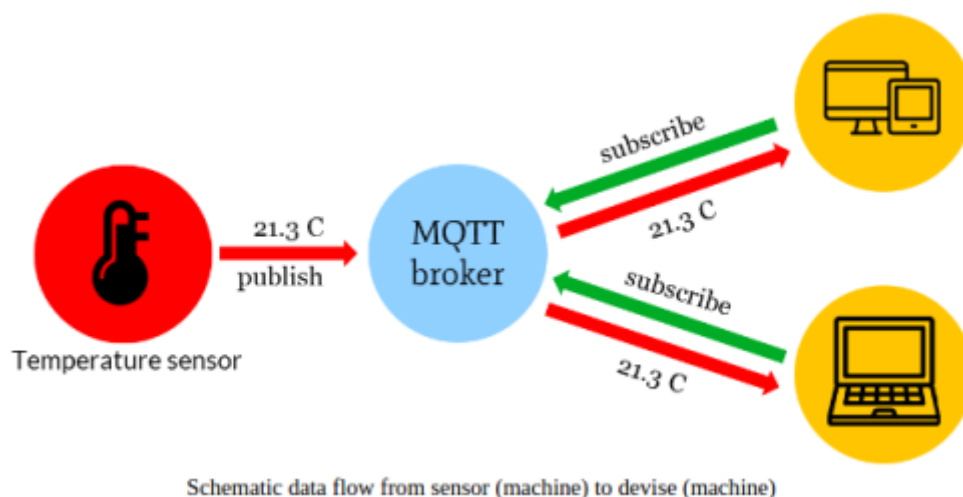 subscribe
21.3 C
21.3 C
publish
MQTT
broker
subscribe
21.3 C
Temperature sensor
Schematic data flow from sensor (machine) to devise (machine)